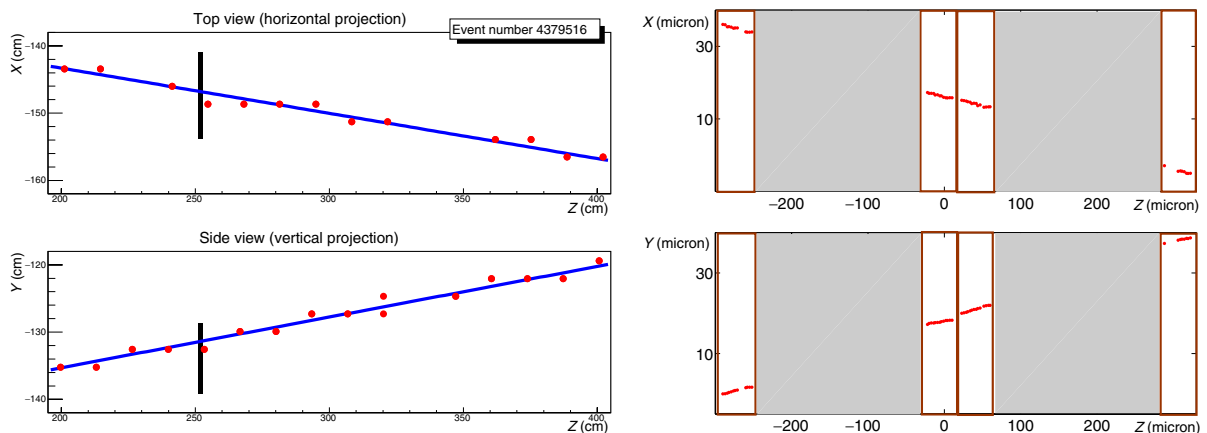 Top view (horizontal projection)
Event number 4379516
X (cm)
−140
−150
−160
200
250
300
350
400
Z (cm)
Side view (vertical projection)
Y (cm)
−120
−130
−140
200
250
300
350
400
Z (cm)
X (micron)
30
10
−200
−100
0
100
200
Z (micron)
Y (micron)
30
10
−200
−100
0
100
200
Z (micron)